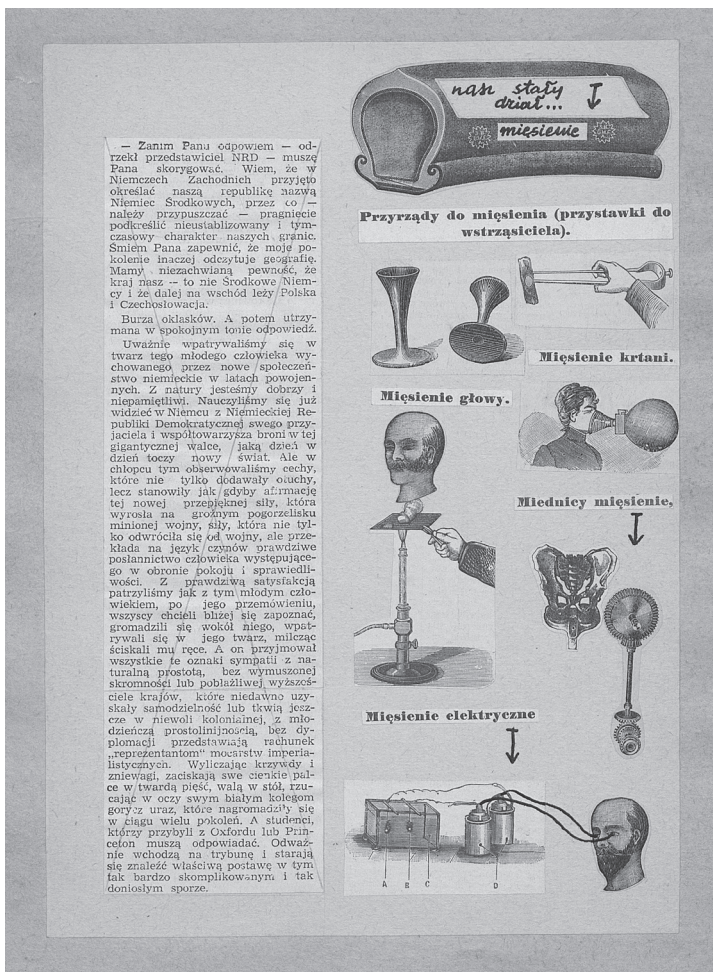 — Zanim Panu odpowiem — od-
rzekł przedstawiciel NRD — muszę
Pana skorygować. Wiem, że w
Niemczech Zachodnich przyjęto
określać naszą republikę nazwą
Niemiec Środkowych, przez co —
należy przypuszczać — pragniecie
podkreślić nieustabilizowany i tym-
czasowy charakter naszych granic.
Śmiem Pana zapewnić, że moje po-
kolenie inaczej odczytuje geografię.
Mamy niezachwianą pewność, że
kraj nasz — to nie Środkowe Niem-
cy i że dalej na wschód leży Polska
i Czechosłowacja.
Burza oklasków. A potem utrzy-
mana w spokojnym tonie odpowiedź.
Uważnie wpatrywaliśmy się w
twarz tego młodego człowieka wy-
chowanego przez nowe społeczeń-
stwo niemieckie w latach powojen-
nych. Z natury jesteśmy dobrzy i
niepamiętliwi. Nauczyliśmy się już
widzieć w Niemcu z Niemieckiej Re-
publiki Demokratycznej swego przy-
jaciela i współtowarzysza broni w tej
gigantycznej walce, jaką dzień w
dzień toczy nowy świat. Ale w
chłopcu tym obserwowaliśmy cechy,
które nie tylko dodawały otuchy,
lecz stanowiły jak gdyby afirmację
tej nowej przepięknej siły, która
wyrosła na groźnym pogorzelisku
minionej wojny, siły, która nie tyl-
ko odwróciła się od wojny, ale prze-
kłada na język czynów prawdziwe
posłannictwo człowieka występujące-
go w obronie pokoju i sprawiedli-
wości. Z prawdziwą satysfakcją
patrzyliśmy jak z tym młodym czło-
wiekiem, po jego przemówieniu,
wszyscy chcieli bliżej się zapoznać,
gromadzili się wokół niego, wpat-
rywali się w jego twarz, milcząc
ściskali mu ręce. A on przyjmował
wszystkie te oznaki sympatii z na-
turalną prostotą, bez wymuszonej
skromności lub pobłażliwej wyższoś-
ciele krajów, które niedawno uzy-
skały samodzielność lub tkwią jesz-
cze w niewoli kolonialnej, z mło-
dzieńczą prostolinijnością, bez dy-
plomacji przedstawiają rachunek
„reprezentantom” mocarstw imperia-
listycznych. Wyliczając krzywdy i
zniewagi, zaciskają swe cienkie pal-
ce w twardą pięść, walą w stół, rzu-
cając w oczy swym białym kolegom
gorycz uraz, które nagromadziły się
w ciągu wielu pokoleń. A studenci,
którzy przybyli z Oxfordu lub Prin-
ceton muszą odpowiadać. Odważ-
nie wchodzą na trybunę i starają
się znaleźć właściwą postawę w tym
tak bardzo skomplikowanym i tak
doniosłym sporze.
nasz stały
dział...
mięsienie
Przyrządy do mięsienia (przystawki do
wstrząsiciela).
Mięsienie krtani.
Mięsienie głowy.
Miednicy mięsienie,
Mięsienie elektryczne
A B C D